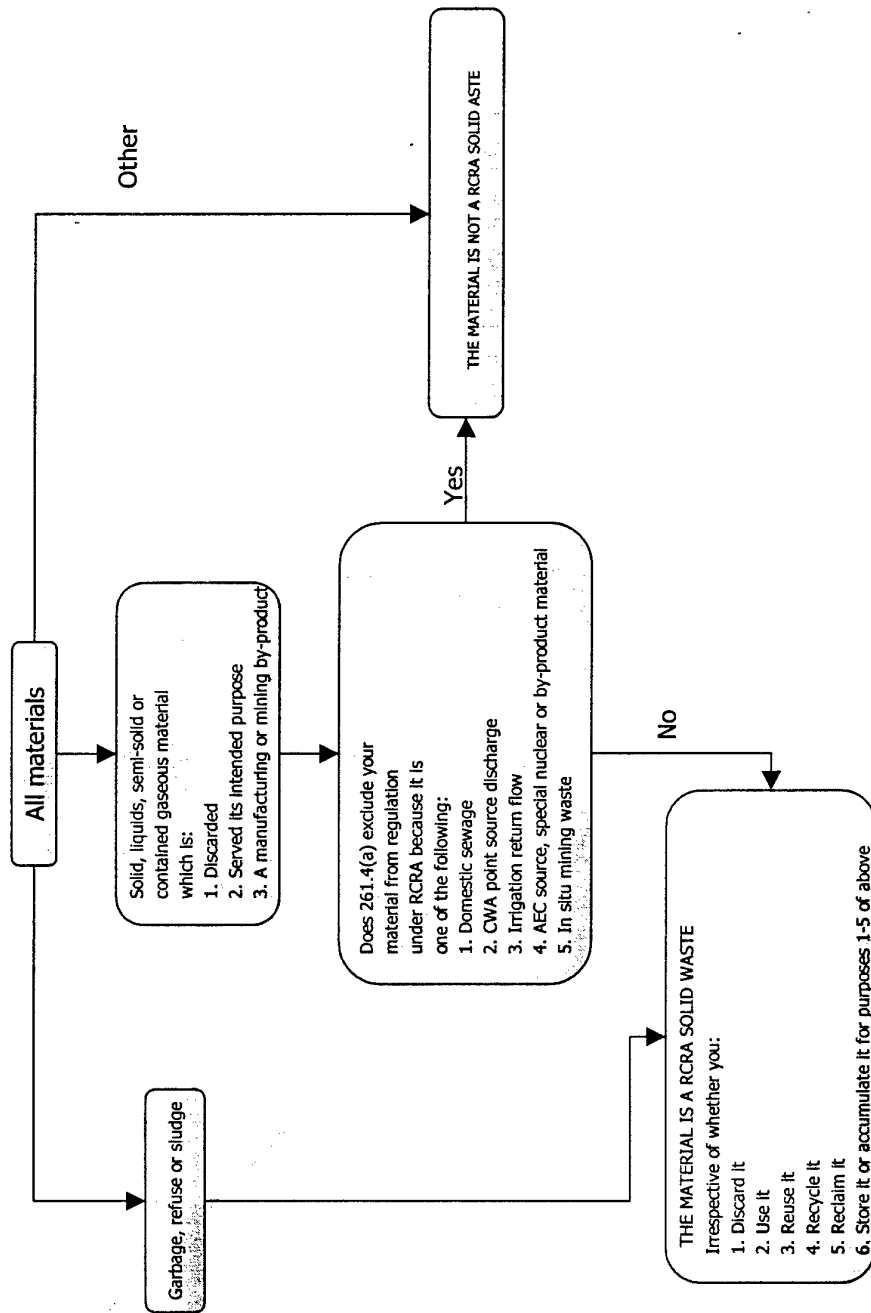 All materials
Garbage, refuse or sludge
Solid, liquids, semi-solid or
contained gaseous material
which is:
1. Discarded
2. Served its intended purpose
3. A manufacturing or mining by-product
Other
Does 261.4(a) exclude your
material from regulation
under RCRA because it is
one of the following:
1. Domestic sewage
2. CWA point source discharge
3. Irrigation return flow
4. AEC source, special nuclear or by-product material
5. In situ mining waste
Yes
No
THE MATERIAL IS A RCRA SOLID WASTE
Irrespective of whether you:
1. Discard it
2. Use it
3. Reuse it
4. Recycle it
5. Reclaim it
6. Store it or accumulate it for purposes 1-5 of above
THE MATERIAL IS NOT A RCRA SOLID ASTE